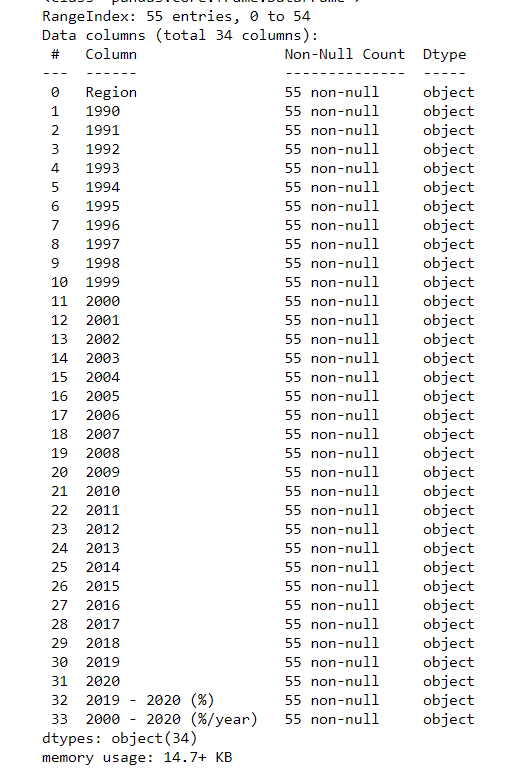 RangeIndex: 55 entries, 0 to 54
Data columns (total 34 columns):
 #   Column                 Non-Null Count  Dtype
---  ------                 --------------  -----
 0   Region                 55 non-null     object
 1   1990                   55 non-null     object
 2   1991                   55 non-null     object
 3   1992                   55 non-null     object
 4   1993                   55 non-null     object
 5   1994                   55 non-null     object
 6   1995                   55 non-null     object
 7   1996                   55 non-null     object
 8   1997                   55 non-null     object
 9   1998                   55 non-null     object
 10  1999                   55 non-null     object
 11  2000                   55 non-null     object
 12  2001                   55 non-null     object
 13  2002                   55 non-null     object
 14  2003                   55 non-null     object
 15  2004                   55 non-null     object
 16  2005                   55 non-null     object
 17  2006                   55 non-null     object
 18  2007                   55 non-null     object
 19  2008                   55 non-null     object
 20  2009                   55 non-null     object
 21  2010                   55 non-null     object
 22  2011                   55 non-null     object
 23  2012                   55 non-null     object
 24  2013                   55 non-null     object
 25  2014                   55 non-null     object
 26  2015                   55 non-null     object
 27  2016                   55 non-null     object
 28  2017                   55 non-null     object
 29  2018                   55 non-null     object
 30  2019                   55 non-null     object
 31  2020                   55 non-null     object
 32  2019 - 2020 (%)        55 non-null     object
 33  2000 - 2020 (%/year)   55 non-null     object
dtypes: object(34)
memory usage: 14.7+ KB